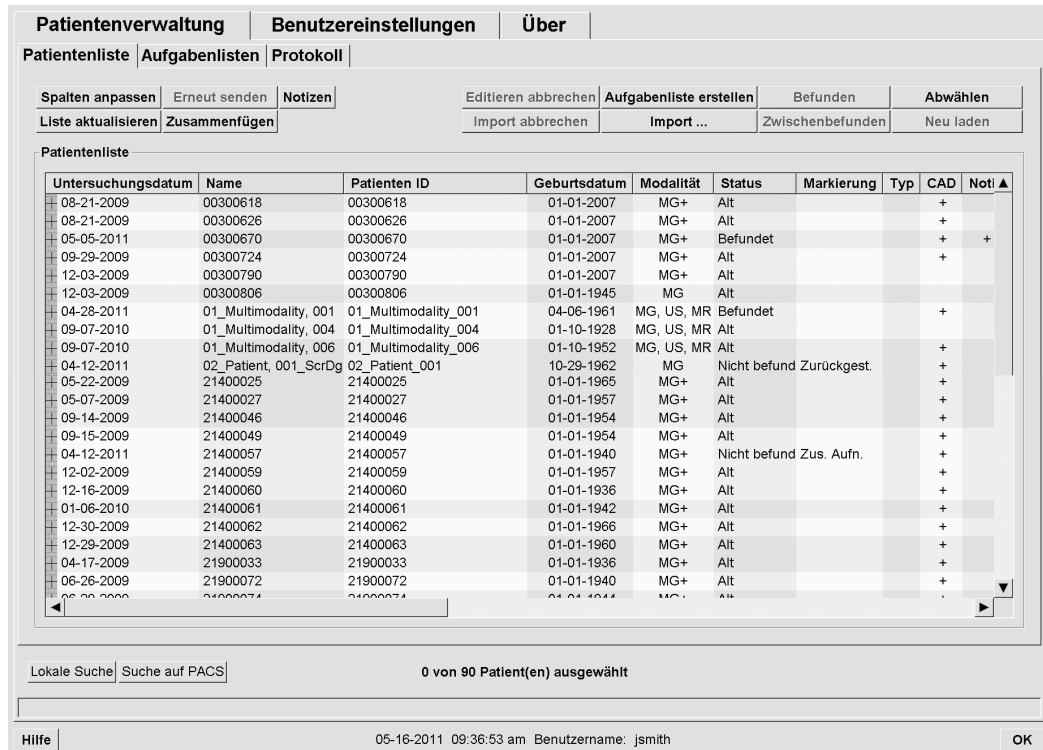 Patientenverwaltung Benutzereinstellungen Über
Patientenliste Aufgabenlisten Protokoll
Spalten anpassen Erneut senden Notizen Editieren abbrechen Aufgabenliste erstellen Befunden Abwählen
Liste aktualisieren Zusammenfügen Import abbrechen Import ... Zwischenbefunden Neu laden
Patientenliste
Untersuchungsdatum Name Patienten ID Geburtsdatum Modalität Status Markierung Typ CAD Noti
08-21-2009 00300618 00300618 01-01-2007 MG+ Alt +
08-21-2009 00300626 00300626 01-01-2007 MG+ Alt +
05-05-2011 00300670 00300670 01-01-2007 MG+ Befundet + +
09-29-2009 00300724 00300724 01-01-2007 MG+ Alt +
12-03-2009 00300790 00300790 01-01-2007 MG+ Alt
12-03-2009 00300806 00300806 01-01-1945 MG Alt
04-28-2011 01_Multimodality, 001 01_Multimodality_001 04-06-1961 MG, US, MR Befundet +
09-07-2010 01_Multimodality, 004 01_Multimodality_004 01-10-1928 MG, US, MR Alt
09-07-2010 01_Multimodality, 006 01_Multimodality_006 01-10-1952 MG, US, MR Alt +
04-12-2011 02_Patient, 001_ScrDg 02_Patient_001 10-29-1962 MG Nicht befund Zurückgest. +
05-22-2009 21400025 21400025 01-01-1965 MG+ Alt +
05-07-2009 21400027 21400027 01-01-1957 MG+ Alt +
09-14-2009 21400046 21400046 01-01-1954 MG+ Alt +
09-15-2009 21400049 21400049 01-01-1954 MG+ Alt +
04-12-2011 21400057 21400057 01-01-1940 MG+ Nicht befund Zus. Aufn. +
12-02-2009 21400059 21400059 01-01-1957 MG+ Alt +
12-16-2009 21400060 21400060 01-01-1936 MG+ Alt +
01-06-2010 21400061 21400061 01-01-1942 MG+ Alt +
12-30-2009 21400062 21400062 01-01-1966 MG+ Alt +
12-29-2009 21400063 21400063 01-01-1960 MG+ Alt +
04-17-2009 21900033 21900033 01-01-1936 MG+ Alt +
06-26-2009 21900072 21900072 01-01-1940 MG+ Alt +
Lokale Suche Suche auf PACS 0 von 90 Patient(en) ausgewählt
Hilfe 05-16-2011 09:36:53 am Benutzername: jsmith OK